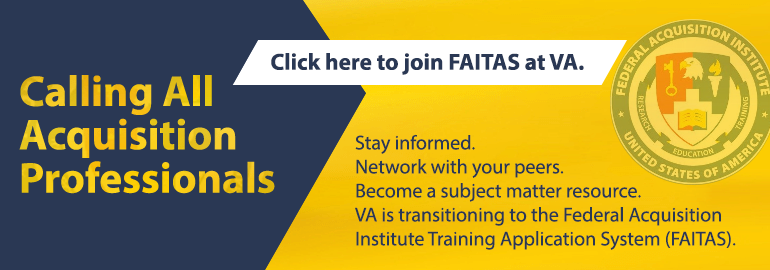 Calling All
Acquisition
Professionals
Click here to join FAITAS at VA.
Stay informed.
Network with your peers.
Become a subject matter resource.
VA is transitioning to the Federal Acquisition
Institute Training Application System (FAITAS).
FEDERAL ACQUISITION INSTITUTE
RESEARCH
EDUCATION
TRAINING
UNITED STATES OF AMERICA